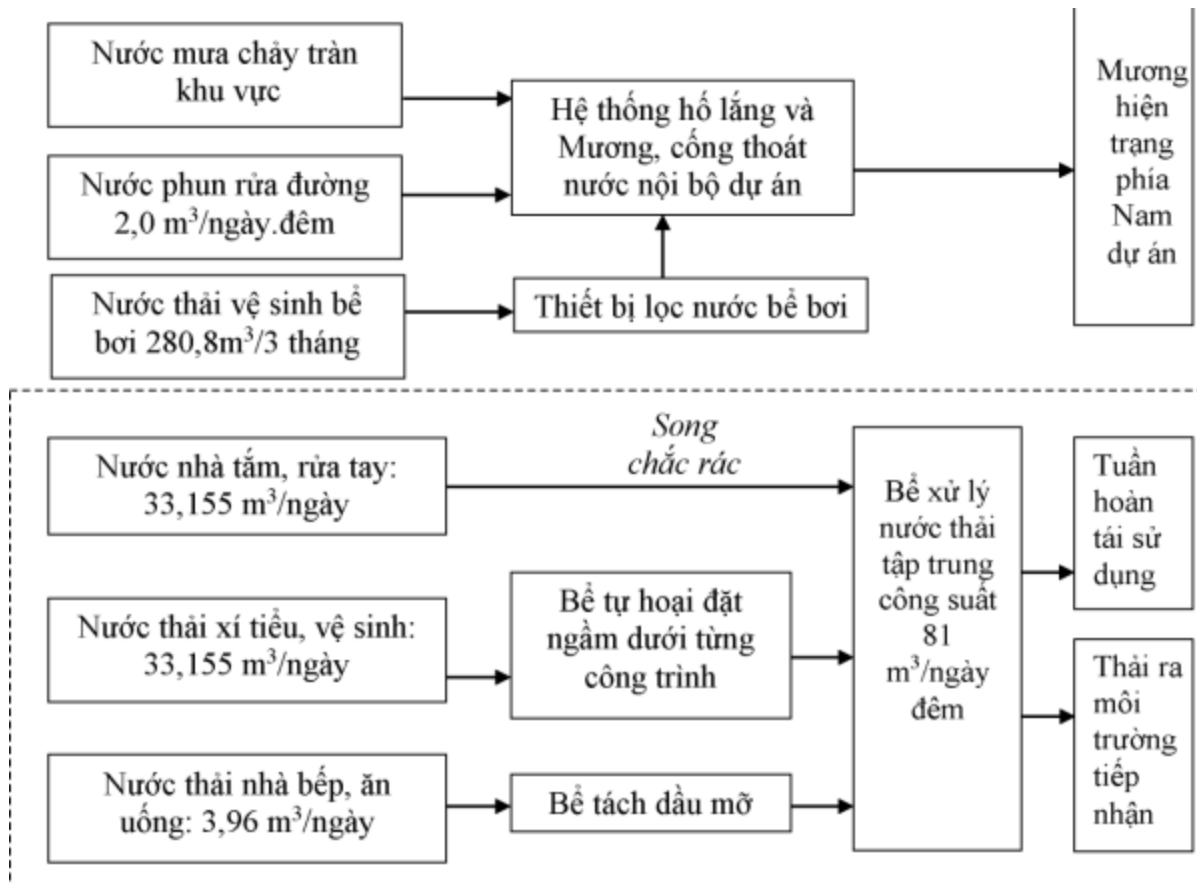 Nước mưa chảy tràn
khu vực
Nước phun rửa đường
2,0 m³/ngày.đêm
Nước thải vệ sinh bể
bơi 280,8m³/3 tháng
Hệ thống hố lắng và
Mương, cống thoát
nước nội bộ dự án
Thiết bị lọc nước bể bơi
Mương
hiện
trạng
phía
Nam
dự án
Nước nhà tắm, rửa tay:
33,155 m³/ngày
Song
chắc rác
Nước thải xí tiểu, vệ sinh:
33,155 m³/ngày
Bể tự hoại đặt
ngầm dưới từng
công trình
Nước thải nhà bếp, ăn
uống: 3,96 m³/ngày
Bể tách dầu mỡ
Bể xử lý
nước thải
tập trung
công suất
81
m³/ngày
đêm
Tuần
hoàn
tái sử
dụng
Thải ra
môi
trường
tiếp
nhận